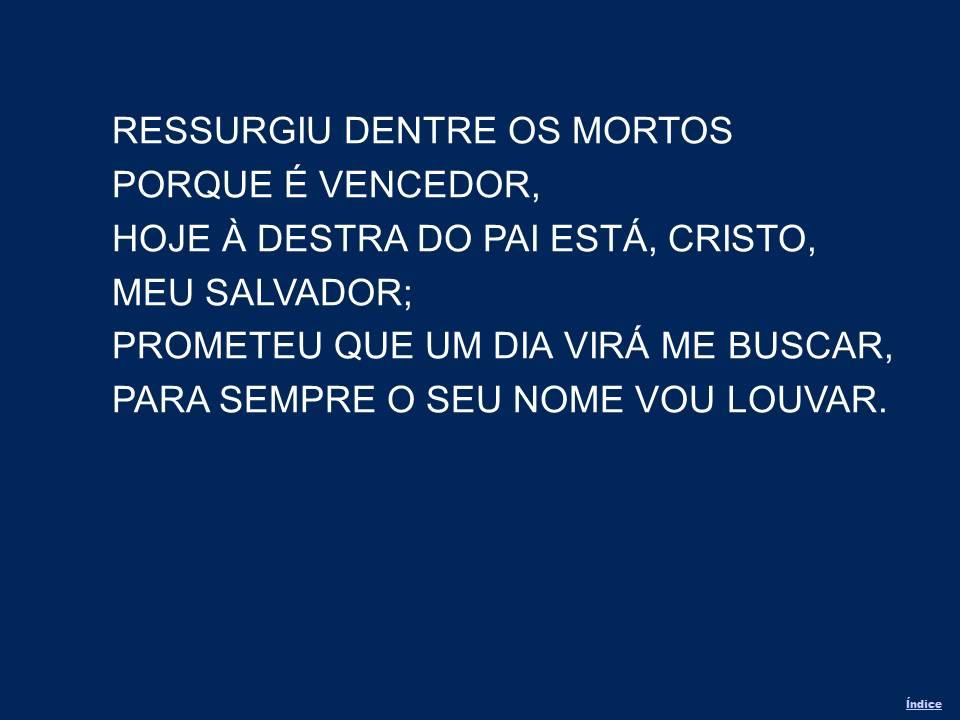 RESSURGIU DENTRE OS MORTOS
PORQUE É VENCEDOR,
HOJE À DESTRA DO PAI ESTÁ, CRISTO,
MEU SALVADOR;
PROMETEU QUE UM DIA VIRÁ ME BUSCAR,
PARA SEMPRE O SEU NOME VOU LOUVAR.
Índice